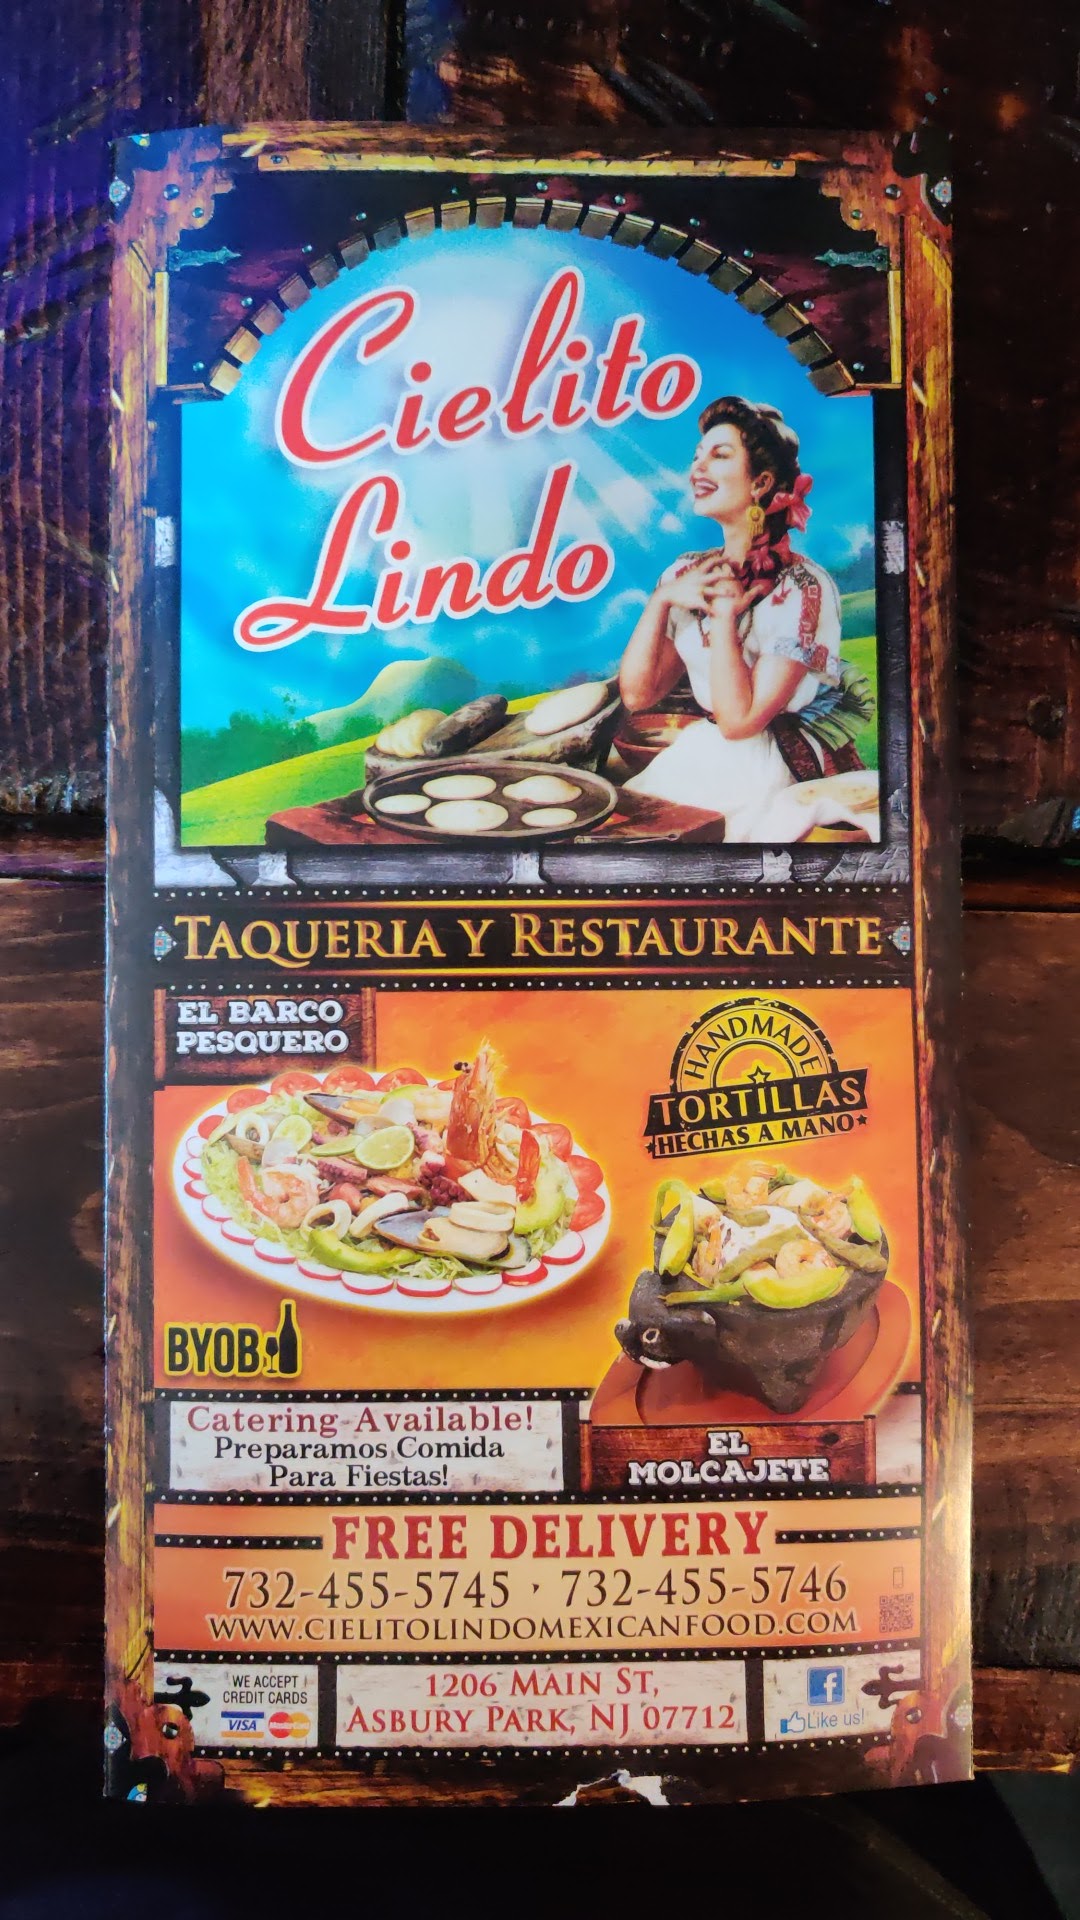 Cielito
Lindo
TAQUERIA Y RESTAURANTE
EL BARCO
PESQUERO
HANDMADE
TORTILLAS
HECHAS A MANO
BYOB
Catering Available!
Preparamos Comida
Para Fiestas!
EL
MOLCAJETE
FREE DELIVERY
732-455-5745 · 732-455-5746
WWW.CIELITOLINDOMEXICANFOOD.COM
WE ACCEPT
CREDIT CARDS
VISA MasterCard
1206 MAIN ST,
ASBURY PARK, NJ 07712
f
Like us!